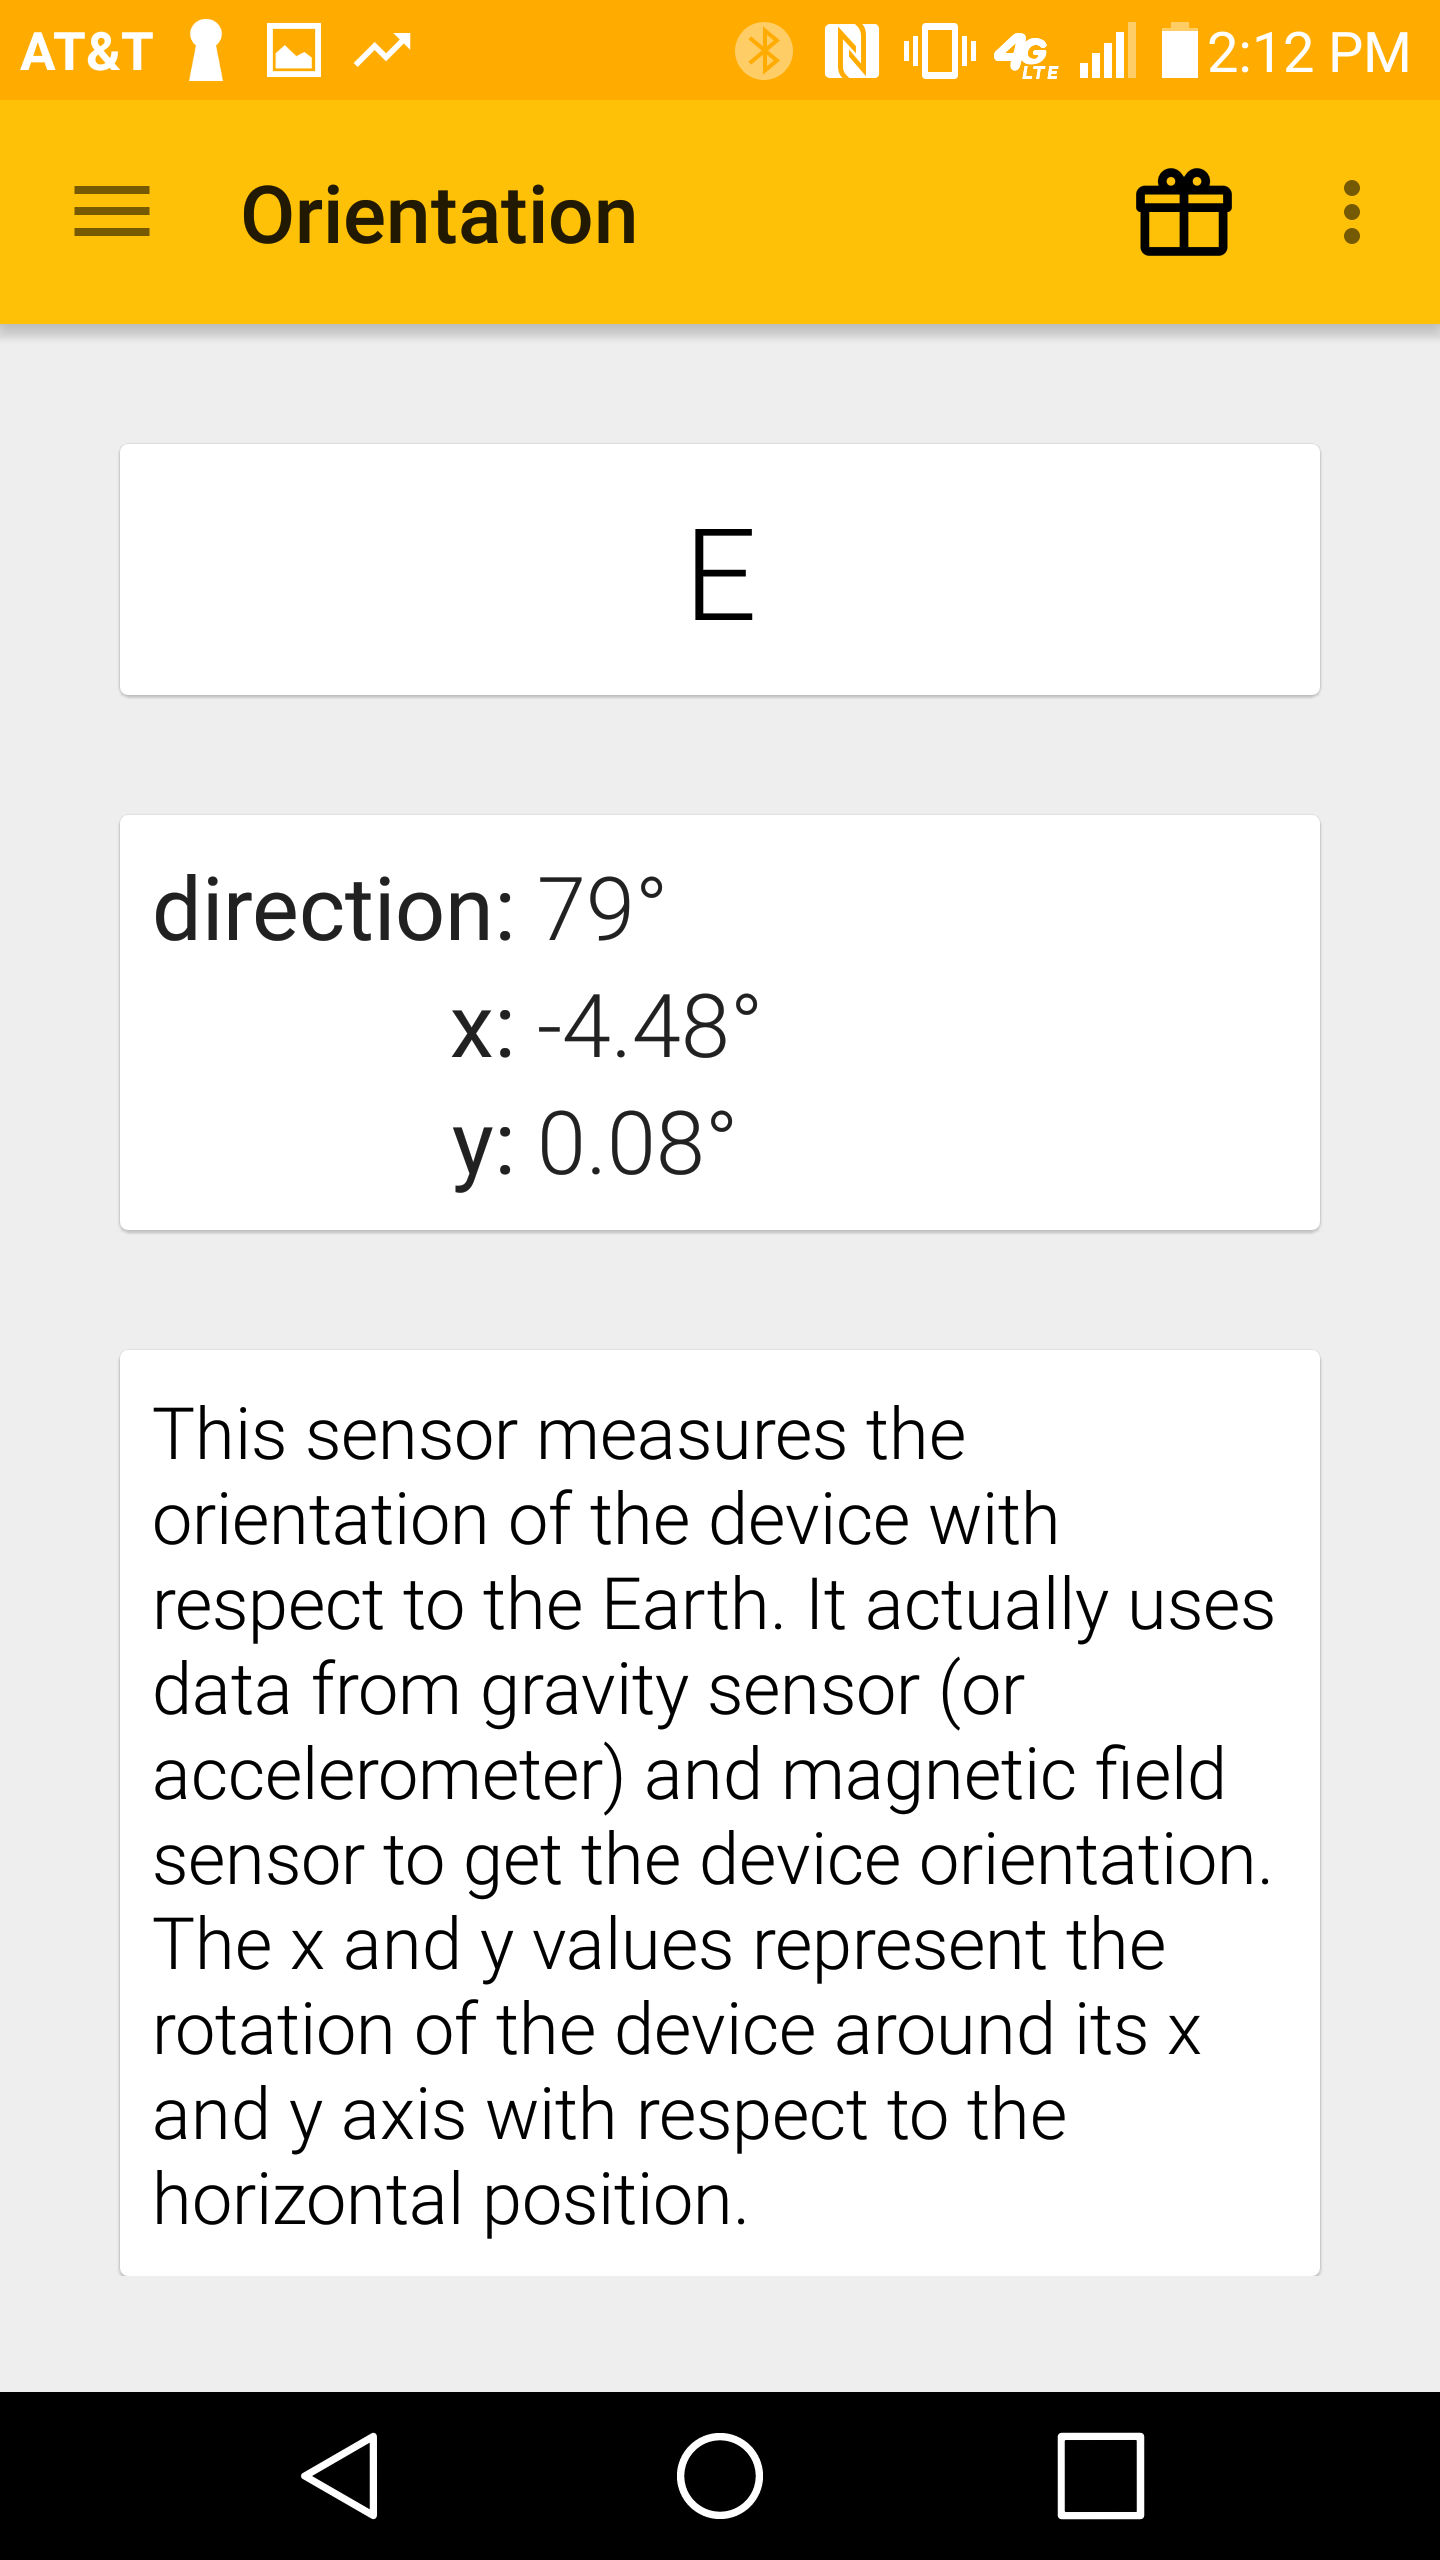 AT&T 4G LTE 2:12 PM
Orientation
E
direction: 79°
x: -4.48°
y: 0.08°
This sensor measures the
orientation of the device with
respect to the Earth. It actually uses
data from gravity sensor (or
accelerometer) and magnetic field
sensor to get the device orientation.
The x and y values represent the
rotation of the device around its x
and y axis with respect to the
horizontal position.